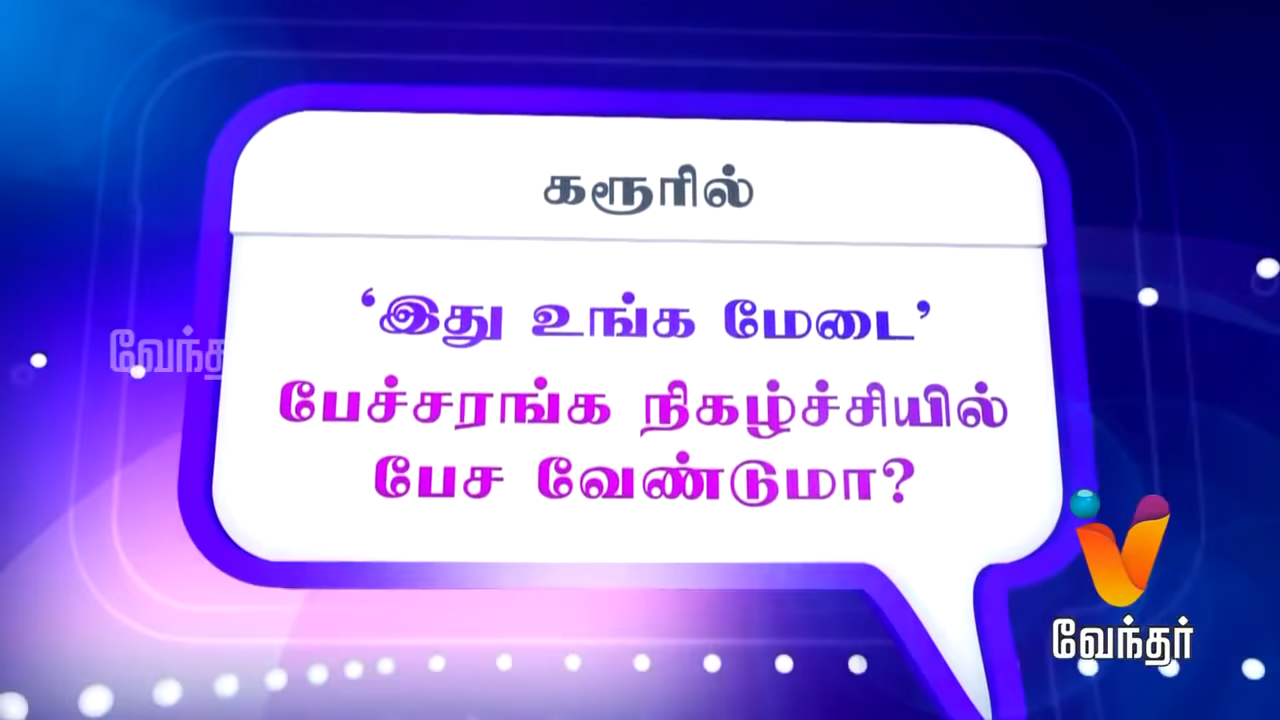 கரூரில்
‘இது உங்க மேடை’
பேச்சரங்க நிகழ்ச்சியில்
பேச வேண்டுமா?
வேந்தர்